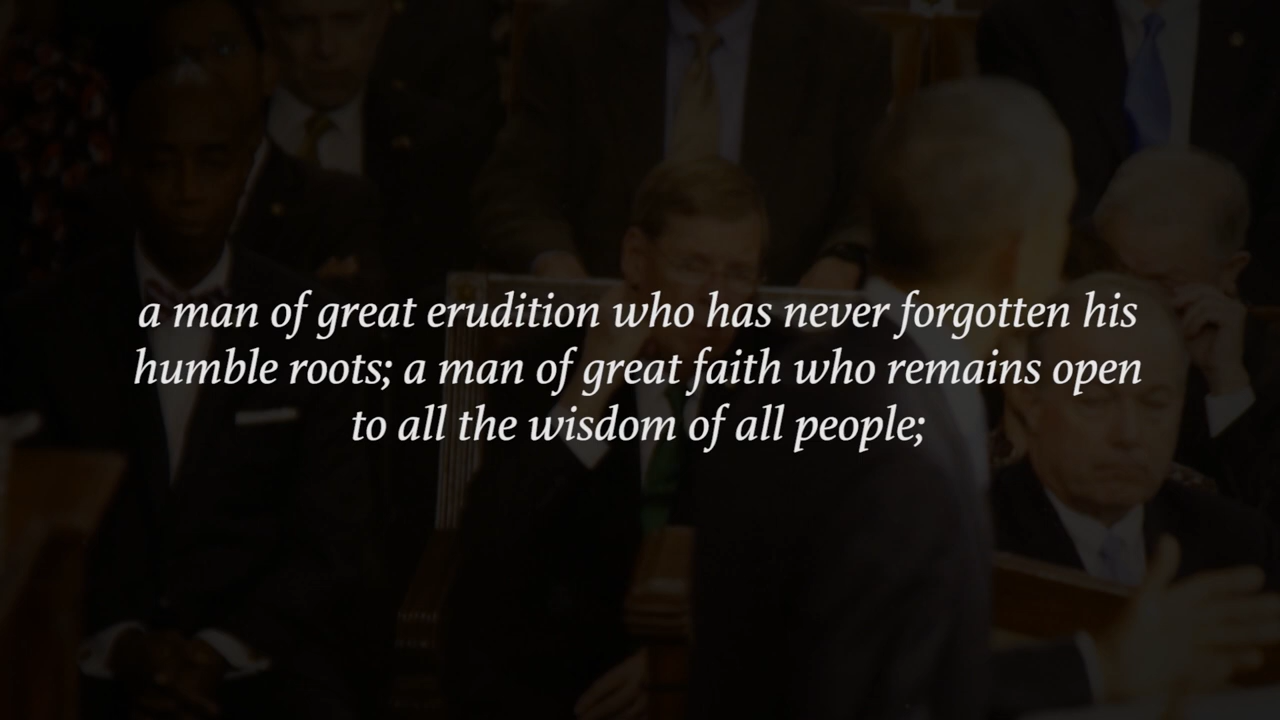 a man of great erudition who has never forgotten his
humble roots; a man of great faith who remains open
to all the wisdom of all people;